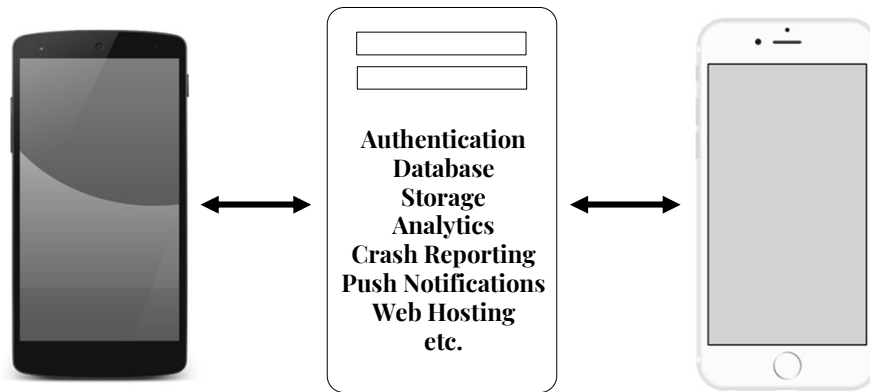 Authentication
Database
Storage
Analytics
Crash Reporting
Push Notifications
Web Hosting
etc.